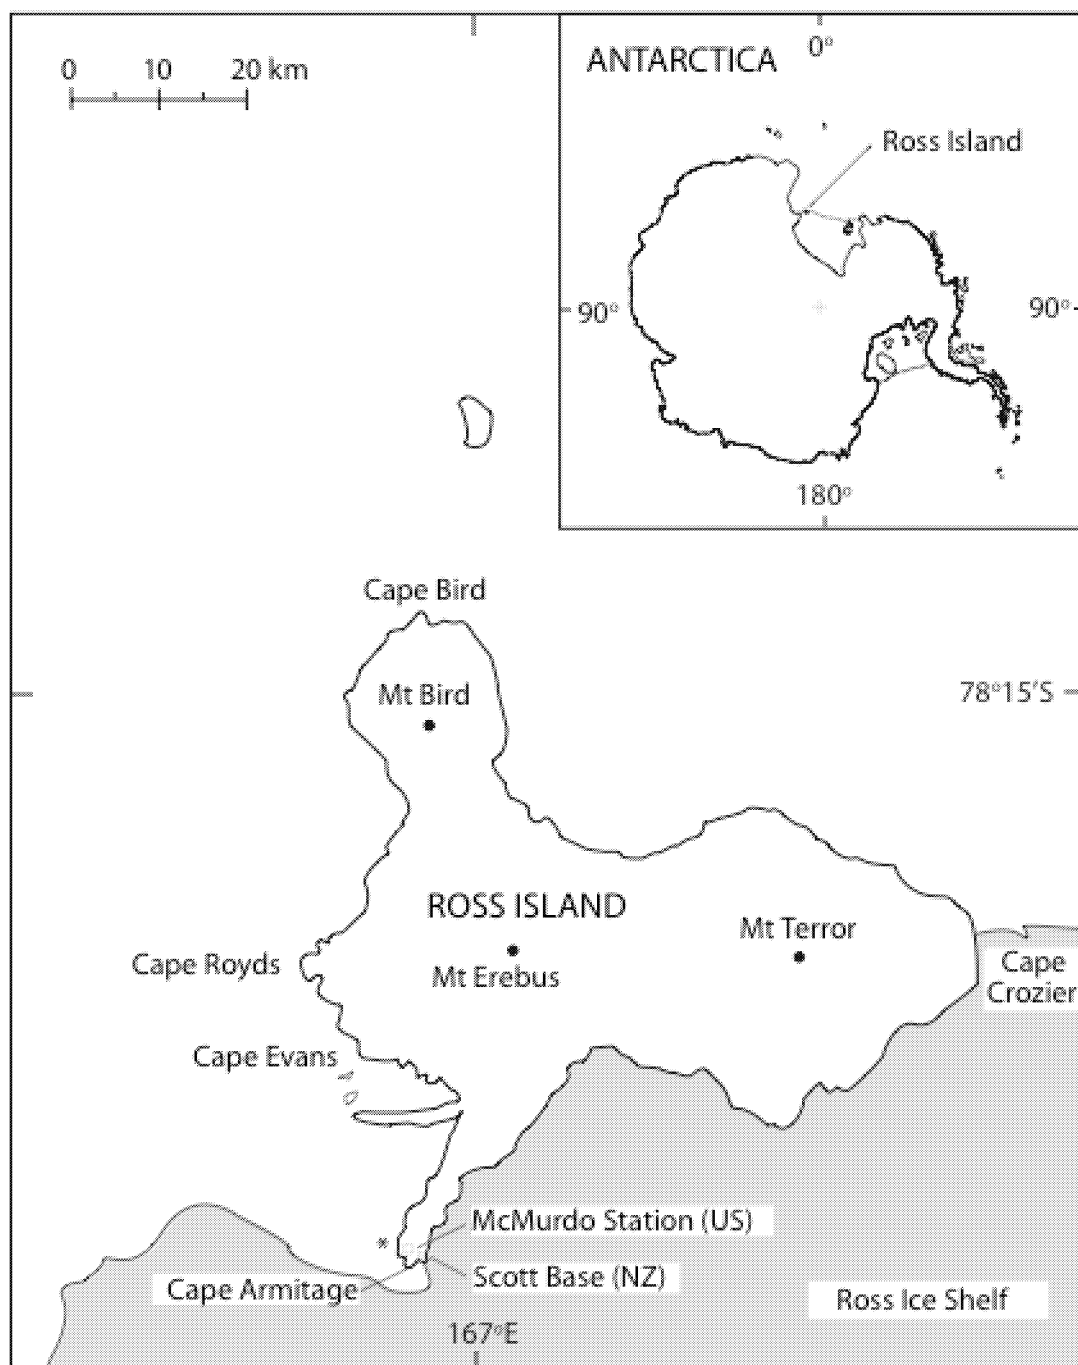 0 10 20 km
ANTARCTICA
0°
Ross Island
90°
90°
180°
Cape Bird
Mt Bird
78°15'S
ROSS ISLAND
Mt Terror
Cape Royds
Mt Erebus
Cape
Crozier
Cape Evans
McMurdo Station (US)
*
Cape Armitage
Scott Base (NZ)
Ross Ice Shelf
167°E